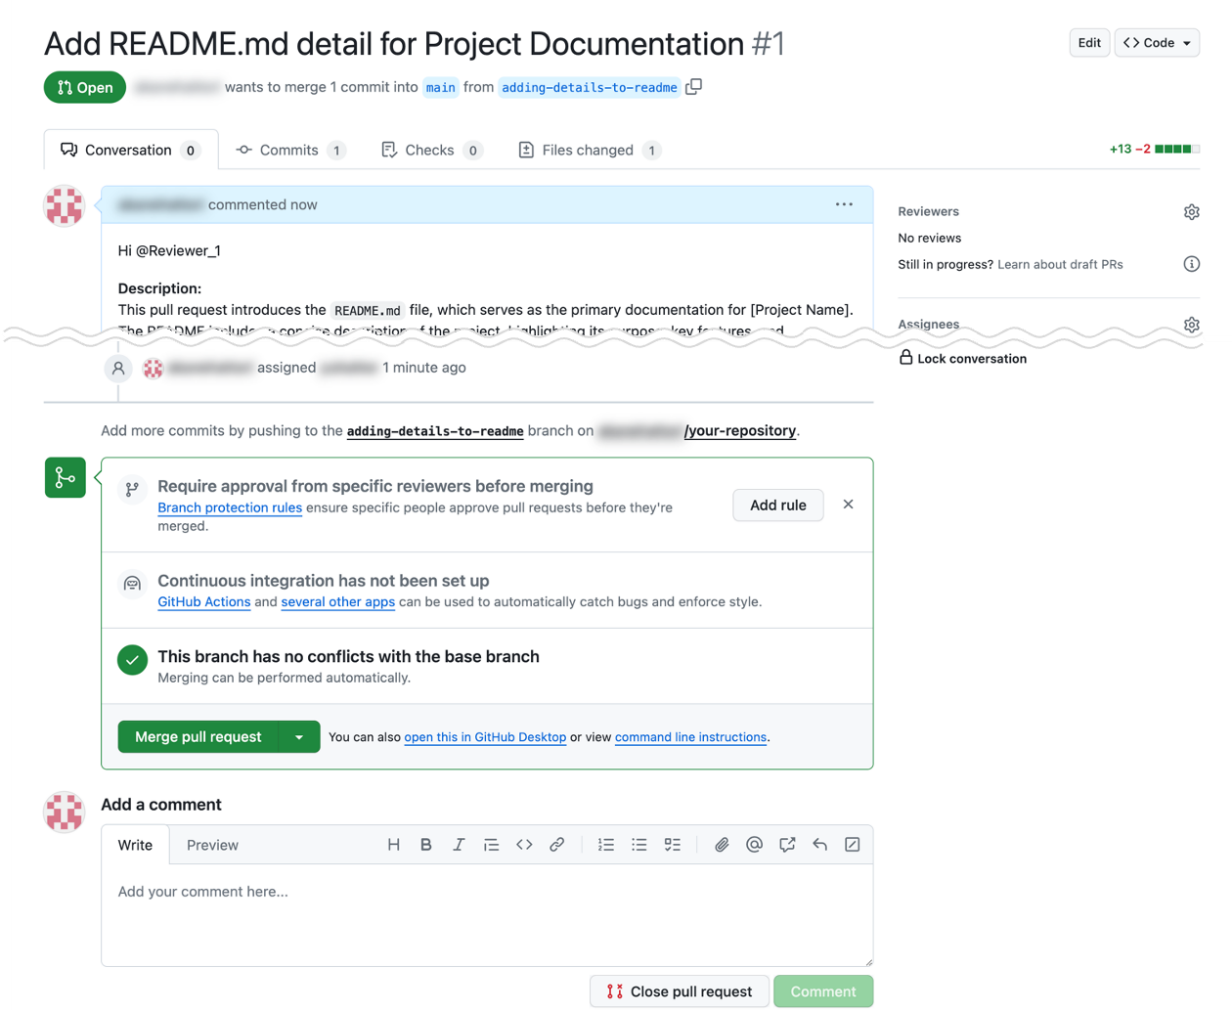 Add README.md detail for Project Documentation #1
Edit
Code
Open
wants to merge 1 commit into main from adding-details-to-readme
Conversation 0
Commits 1
Checks 0
Files changed 1
+13 −2
commented now
Hi @Reviewer_1
Description:
This pull request introduces the README.md file, which serves as the primary documentation for [Project Name].
The README includes a concise description of the project, highlighting its purpose, key features, and
Reviewers
No reviews
Still in progress? Learn about draft PRs
Assignees
Lock conversation
assigned 1 minute ago
Add more commits by pushing to the adding-details-to-readme branch on /your-repository.
Require approval from specific reviewers before merging
Branch protection rules ensure specific people approve pull requests before they're
merged.
Add rule
Continuous integration has not been set up
GitHub Actions and several other apps can be used to automatically catch bugs and enforce style.
This branch has no conflicts with the base branch
Merging can be performed automatically.
Merge pull request
You can also open this in GitHub Desktop or view command line instructions.
Add a comment
Write
Preview
Add your comment here...
Close pull request
Comment